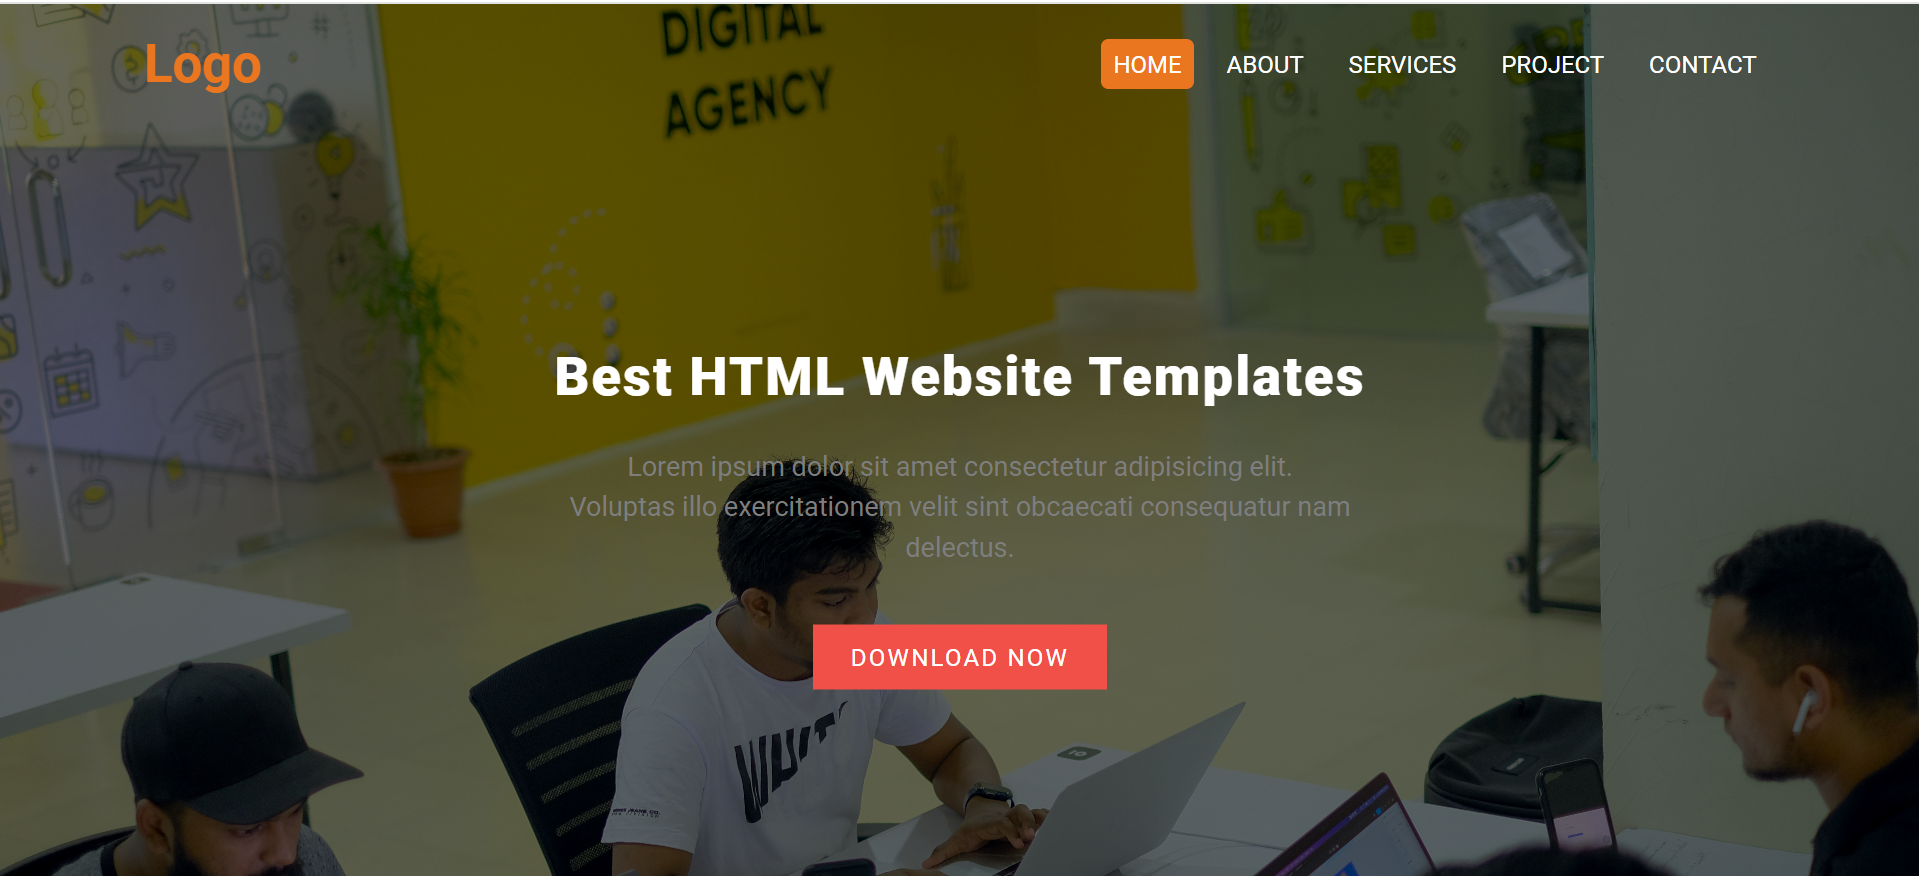 Logo
HOME
ABOUT
SERVICES
PROJECT
CONTACT
DIGITAL
AGENCY
Best HTML Website Templates
Lorem ipsum dolor sit amet consectetur adipisicing elit.
Voluptas illo exercitationem velit sint obcaecati consequatur nam
delectus.
DOWNLOAD NOW